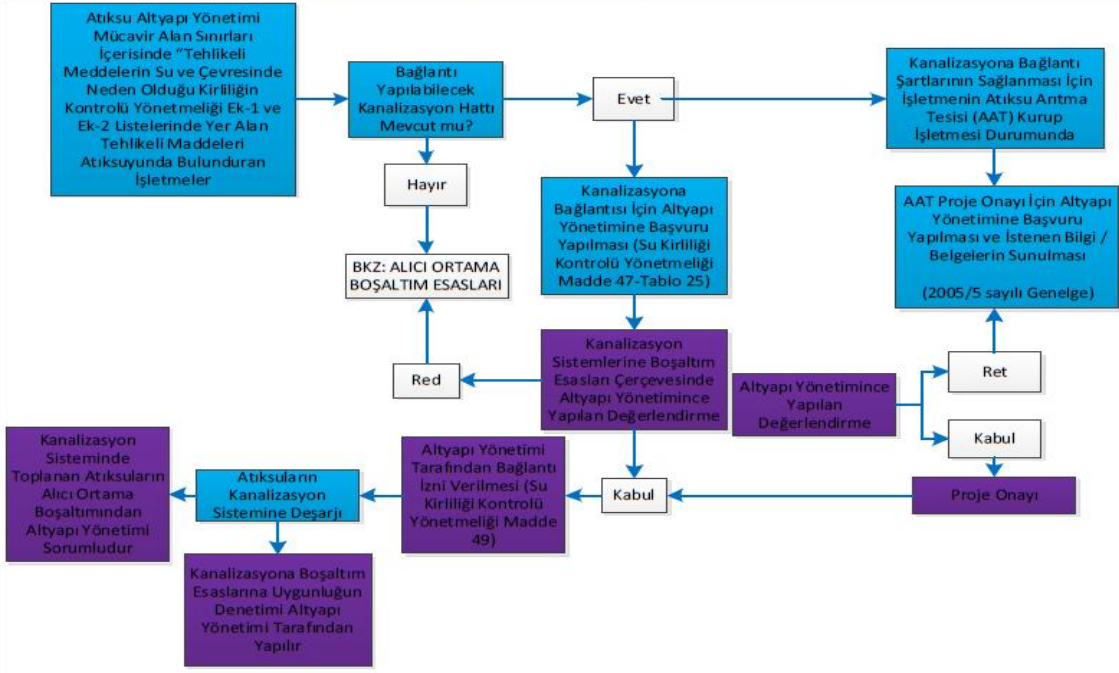 Atıksu Altyapı Yönetimi
Mücavir Alan Sınırları
İçerisinde “Tehlikeli
Meddelerin Su ve Çevresinde
Neden Olduğu Kirliliğin
Kontrolü Yönetmeliği Ek-1 ve
Ek-2 Listelerinde Yer Alan
Tehlikeli Maddeleri
Atıksuyunda Bulunduran
İşletmeler
Bağlantı
Yapılabilecek
Kanalizasyon Hattı
Mevcut mu?
Evet
Kanalizasyona Bağlantı
Şartlarının Sağlanması İçin
İşletmenin Atıksu Arıtma
Tesisi (AAT) Kurup
İşletmesi Durumunda
Hayır
Kanalizasyona
Bağlantısı İçin Altyapı
Yönetimine Başvuru
Yapılması (Su Kirliliği
Kontrolü Yönetmeliği
Madde 47-Tablo 25)
AAT Proje Onayı İçin Altyapı
Yönetimine Başvuru
Yapılması ve İstenen Bilgi /
Belgelerin Sunulması
(2005/5 sayılı Genelge)
BKZ: ALICI ORTAMA
BOŞALTIM ESASLARI
Red
Kanalizasyon
Sistemlerine Boşaltım
Esasları Çerçevesinde
Altyapı Yönetimince
Yapılan Değerlendirme
Altyapı Yönetimince
Yapılan
Değerlendirme
Ret
Kabul
Kanalizasyon
Sisteminde
Toplanan Atıksuların
Alıcı Ortama
Boşaltımından
Altyapı Yönetimi
Sorumludur
Atıksuların
Kanalizasyon
Sistemine Deşarjı
Altyapı Yönetimi
Tarafından Bağlantı
İzni Verilmesi (Su
Kirliliği Kontrolü
Yönetmeliği Madde
49)
Kabul
Proje Onayı
Kanalizasyona Boşaltım
Esaslarına Uygunluğun
Denetimi Altyapı
Yönetimi Tarafından
Yapılır